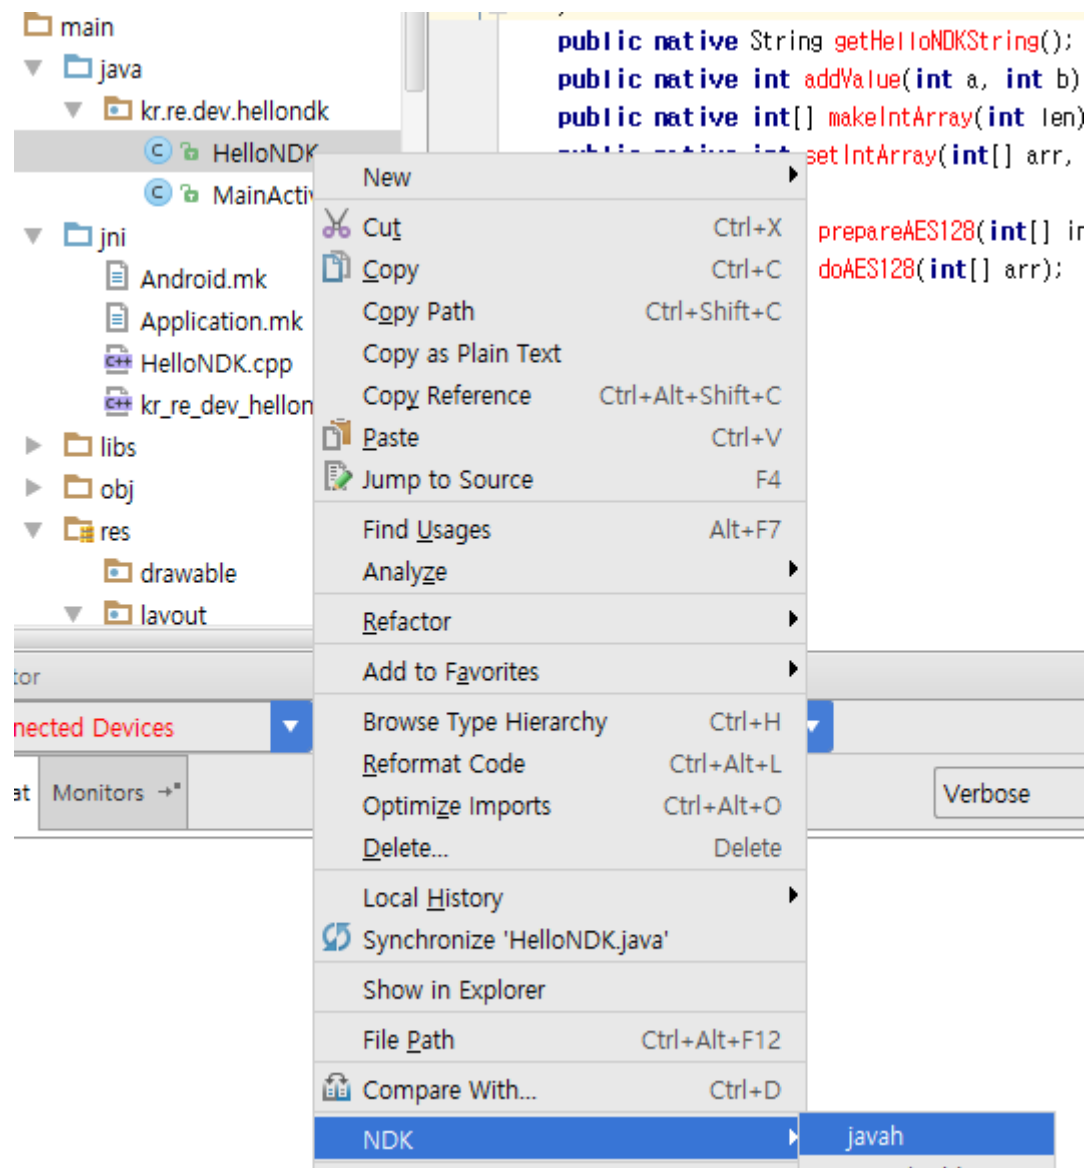 main
java
kr.re.dev.hellondk
HelloNDK
MainActiv
jni
Android.mk
Application.mk
HelloNDK.cpp
kr_re_dev_hellon
libs
obj
res
drawable
layout
public native String getHelloNDKString();
public native int addValue(int a, int b)
public native int[] makeIntArray(int len)
public native int setIntArray(int[] arr,
prepareAES128(int[] in
doAES128(int[] arr);
New
Cut Ctrl+X
Copy Ctrl+C
Copy Path Ctrl+Shift+C
Copy as Plain Text
Copy Reference Ctrl+Alt+Shift+C
Paste Ctrl+V
Jump to Source F4
Find Usages Alt+F7
Analyze
Refactor
Add to Favorites
Browse Type Hierarchy Ctrl+H
Reformat Code Ctrl+Alt+L
Optimize Imports Ctrl+Alt+O
Delete... Delete
Local History
Synchronize 'HelloNDK.java'
Show in Explorer
File Path Ctrl+Alt+F12
Compare With... Ctrl+D
NDK
javah
tor
nected Devices
at Monitors
Verbose